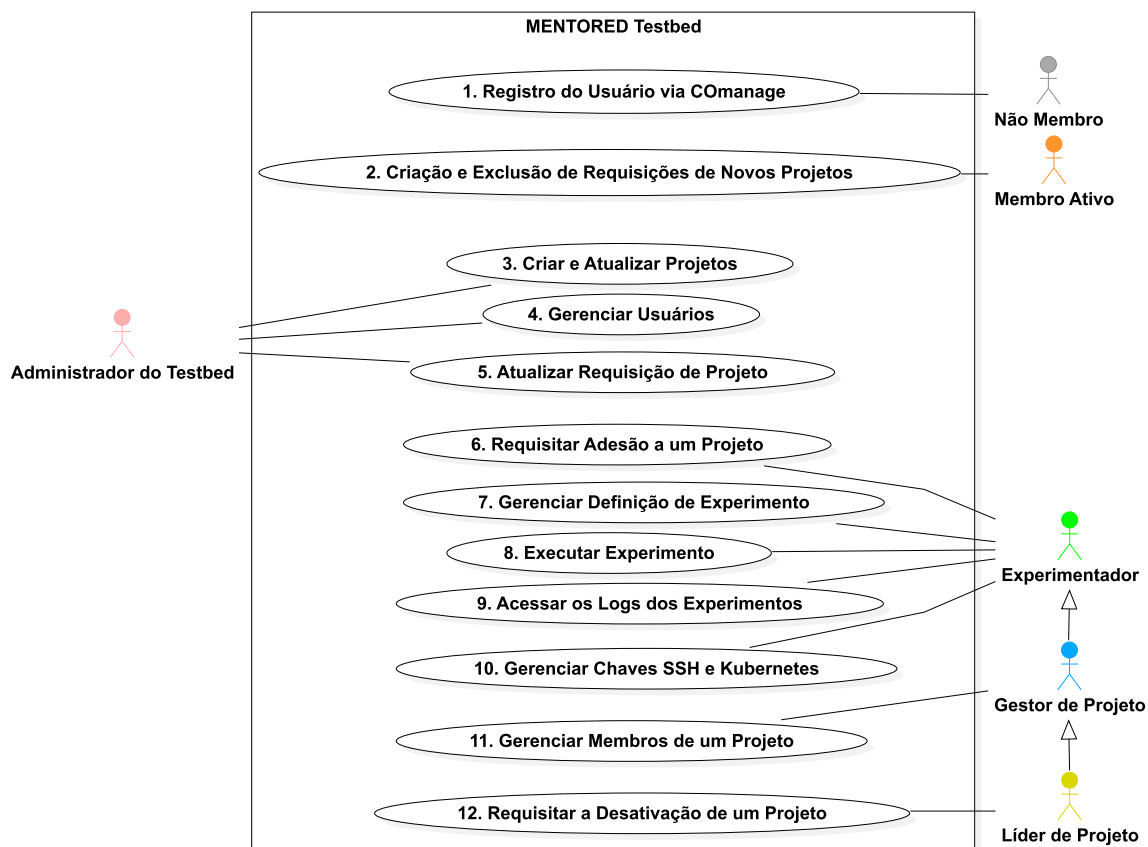 MENTORED Testbed
1. Registro do Usuário via COmanage
Não Membro
2. Criação e Exclusão de Requisições de Novos Projetos
Membro Ativo
3. Criar e Atualizar Projetos
4. Gerenciar Usuários
Administrador do Testbed
5. Atualizar Requisição de Projeto
6. Requisitar Adesão a um Projeto
7. Gerenciar Definição de Experimento
8. Executar Experimento
Experimentador
9. Acessar os Logs dos Experimentos
10. Gerenciar Chaves SSH e Kubernetes
Gestor de Projeto
11. Gerenciar Membros de um Projeto
12. Requisitar a Desativação de um Projeto
Líder de Projeto